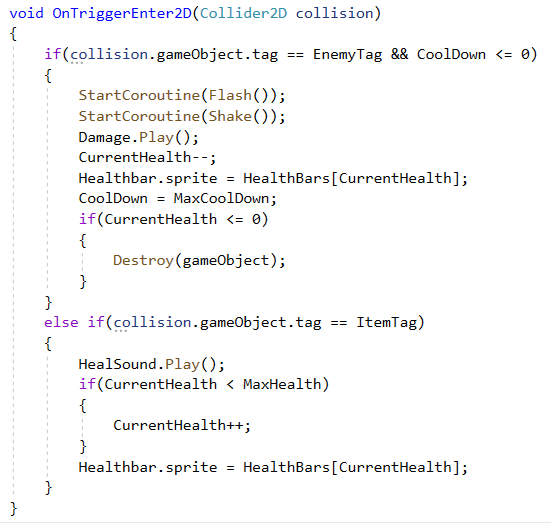 void OnTriggerEnter2D(Collider2D collision)
{
    if(collision.gameObject.tag == EnemyTag && CoolDown <= 0)
    {
        StartCoroutine(Flash());
        StartCoroutine(Shake());
        Damage.Play();
        CurrentHealth--;
        Healthbar.sprite = HealthBars[CurrentHealth];
        CoolDown = MaxCoolDown;
        if(CurrentHealth <= 0)
        {
            Destroy(gameObject);
        }
    }
    else if(collision.gameObject.tag == ItemTag)
    {
        HealSound.Play();
        if(CurrentHealth < MaxHealth)
        {
            CurrentHealth++;
        }
        Healthbar.sprite = HealthBars[CurrentHealth];
    }
}